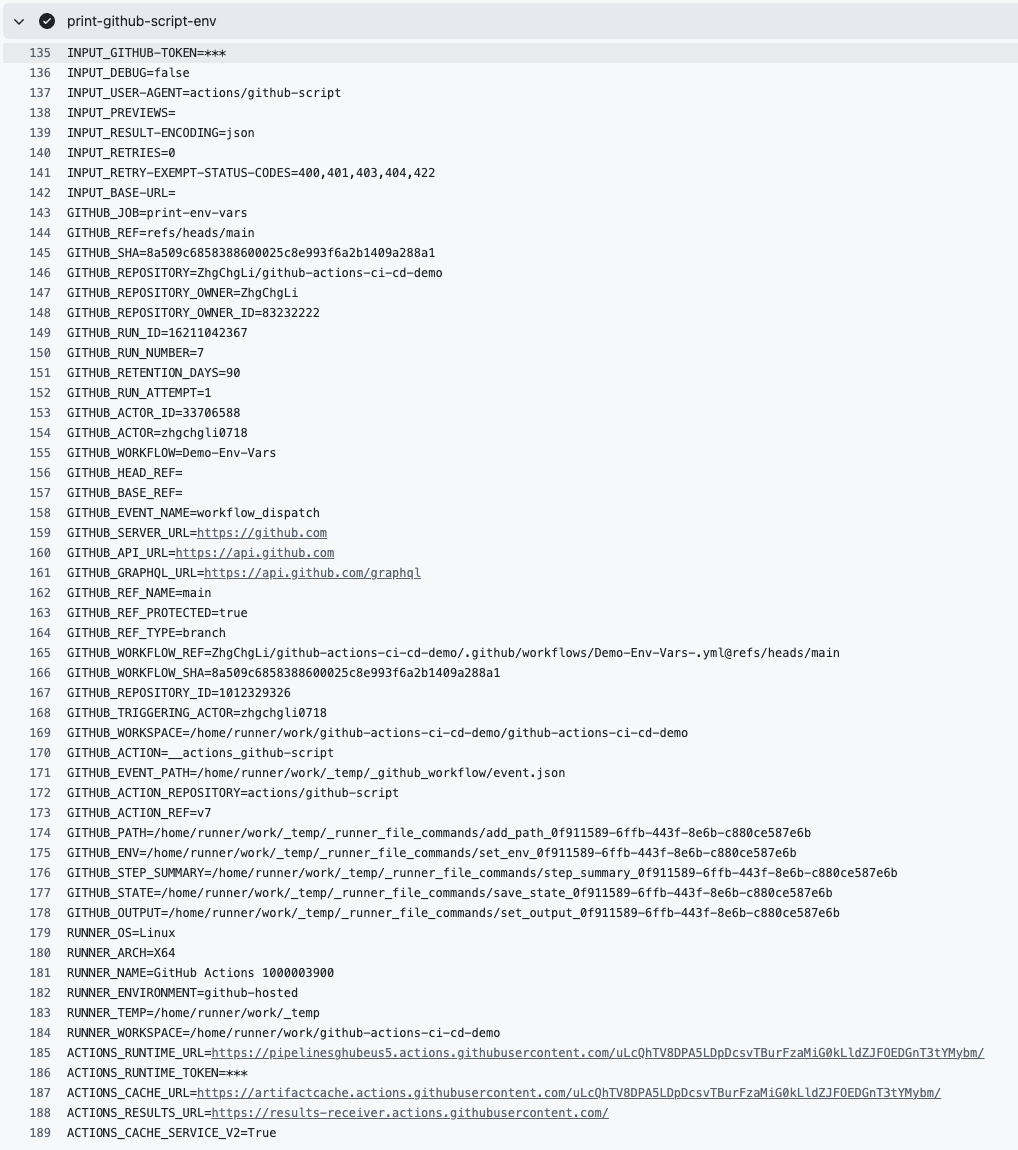 print-github-script-env
135 INPUT_GITHUB-TOKEN=***
136 INPUT_DEBUG=false
137 INPUT_USER-AGENT=actions/github-script
138 INPUT_PREVIEWS=
139 INPUT_RESULT-ENCODING=json
140 INPUT_RETRIES=0
141 INPUT_RETRY-EXEMPT-STATUS-CODES=400,401,403,404,422
142 INPUT_BASE-URL=
143 GITHUB_JOB=print-env-vars
144 GITHUB_REF=refs/heads/main
145 GITHUB_SHA=8a509c6858388600025c8e993f6a2b1409a288a1
146 GITHUB_REPOSITORY=ZhgChgLi/github-actions-ci-cd-demo
147 GITHUB_REPOSITORY_OWNER=ZhgChgLi
148 GITHUB_REPOSITORY_OWNER_ID=83232222
149 GITHUB_RUN_ID=16211042367
150 GITHUB_RUN_NUMBER=7
151 GITHUB_RETENTION_DAYS=90
152 GITHUB_RUN_ATTEMPT=1
153 GITHUB_ACTOR_ID=33706588
154 GITHUB_ACTOR=zhgchgli0718
155 GITHUB_WORKFLOW=Demo-Env-Vars
156 GITHUB_HEAD_REF=
157 GITHUB_BASE_REF=
158 GITHUB_EVENT_NAME=workflow_dispatch
159 GITHUB_SERVER_URL=https://github.com
160 GITHUB_API_URL=https://api.github.com
161 GITHUB_GRAPHQL_URL=https://api.github.com/graphql
162 GITHUB_REF_NAME=main
163 GITHUB_REF_PROTECTED=true
164 GITHUB_REF_TYPE=branch
165 GITHUB_WORKFLOW_REF=ZhgChgLi/github-actions-ci-cd-demo/.github/workflows/Demo-Env-Vars-.yml@refs/heads/main
166 GITHUB_WORKFLOW_SHA=8a509c6858388600025c8e993f6a2b1409a288a1
167 GITHUB_REPOSITORY_ID=1012329326
168 GITHUB_TRIGGERING_ACTOR=zhgchgli0718
169 GITHUB_WORKSPACE=/home/runner/work/github-actions-ci-cd-demo/github-actions-ci-cd-demo
170 GITHUB_ACTION=__actions_github-script
171 GITHUB_EVENT_PATH=/home/runner/work/_temp/_github_workflow/event.json
172 GITHUB_ACTION_REPOSITORY=actions/github-script
173 GITHUB_ACTION_REF=v7
174 GITHUB_PATH=/home/runner/work/_temp/_runner_file_commands/add_path_0f911589-6ffb-443f-8e6b-c880ce587e6b
175 GITHUB_ENV=/home/runner/work/_temp/_runner_file_commands/set_env_0f911589-6ffb-443f-8e6b-c880ce587e6b
176 GITHUB_STEP_SUMMARY=/home/runner/work/_temp/_runner_file_commands/step_summary_0f911589-6ffb-443f-8e6b-c880ce587e6b
177 GITHUB_STATE=/home/runner/work/_temp/_runner_file_commands/save_state_0f911589-6ffb-443f-8e6b-c880ce587e6b
178 GITHUB_OUTPUT=/home/runner/work/_temp/_runner_file_commands/set_output_0f911589-6ffb-443f-8e6b-c880ce587e6b
179 RUNNER_OS=Linux
180 RUNNER_ARCH=X64
181 RUNNER_NAME=GitHub Actions 1000003900
182 RUNNER_ENVIRONMENT=github-hosted
183 RUNNER_TEMP=/home/runner/work/_temp
184 RUNNER_WORKSPACE=/home/runner/work/github-actions-ci-cd-demo
185 ACTIONS_RUNTIME_URL=https://pipelinesghubeus5.actions.githubusercontent.com/uLcQhTV8DPA5LDpDcsvTBurFzaMiG0kLldZJFOEDGnT3tYMybm/
186 ACTIONS_RUNTIME_TOKEN=***
187 ACTIONS_CACHE_URL=https://artifactcache.actions.githubusercontent.com/uLcQhTV8DPA5LDpDcsvTBurFzaMiG0kLldZJFOEDGnT3tYMybm/
188 ACTIONS_RESULTS_URL=https://results-receiver.actions.githubusercontent.com/
189 ACTIONS_CACHE_SERVICE_V2=True